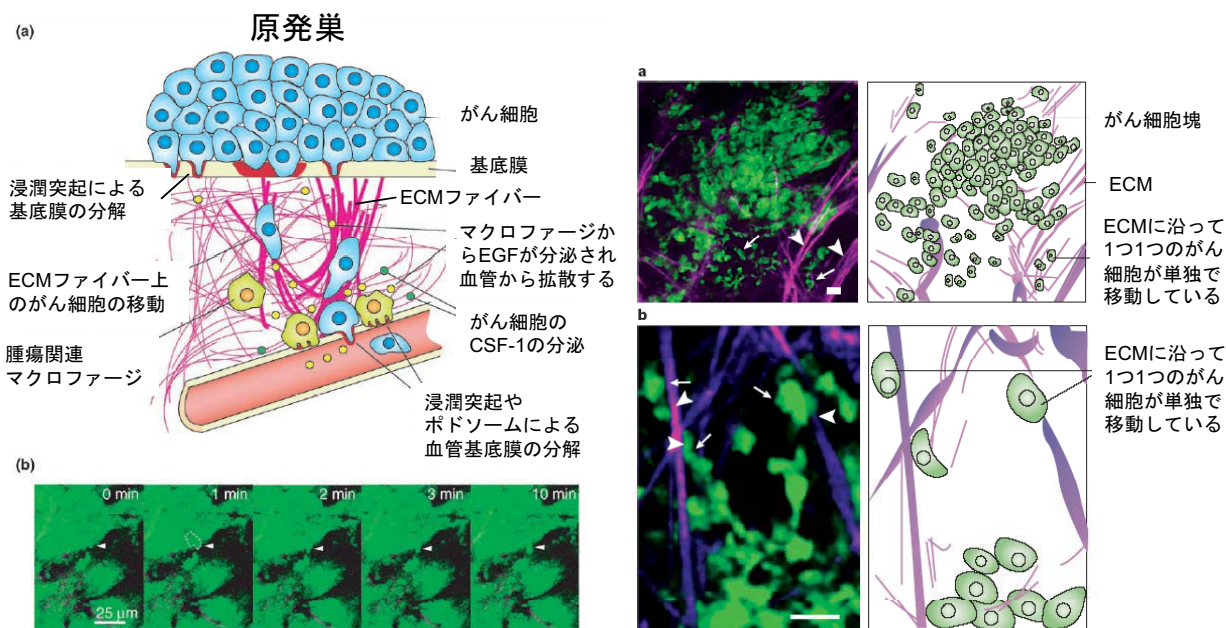 (a)
原発巣
がん細胞
基底膜
浸潤突起による
基底膜の分解
ECMファイバー
マクロファージか
らEGFが分泌され
血管から拡散する
ECMファイバー上
のがん細胞の移動
がん細胞の
CSF-1の分泌
腫瘍関連
マクロファージ
浸潤突起や
ポドソームによる
血管基底膜の分解
(b)
0 min
1 min
2 min
3 min
10 min
25 µm
a
がん細胞塊
ECM
ECMに沿って
1つ1つのがん
細胞が単独で
移動している
b
ECMに沿って
1つ1つのがん
細胞が単独で
移動している